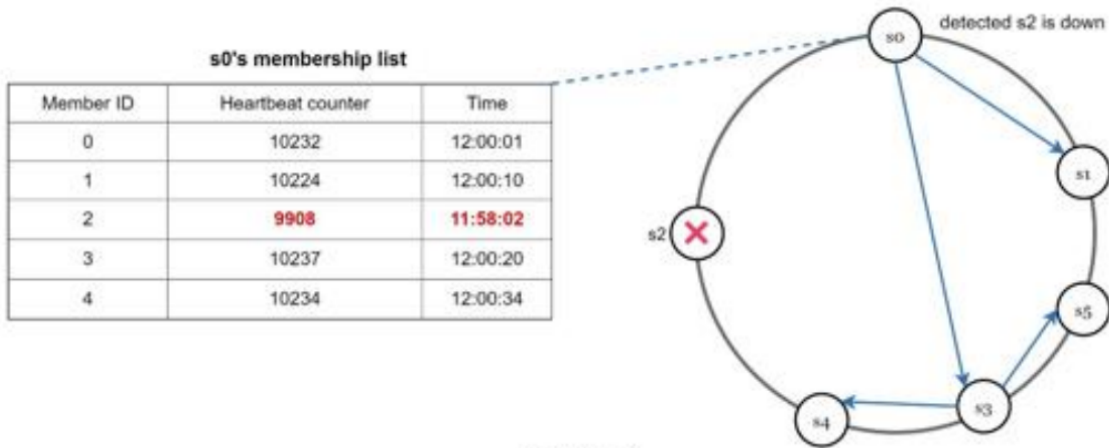 detected s2 is down
s0
s0's membership list
Member ID Heartbeat counter Time
0 10232 12:00:01
1 10224 12:00:10
2 9908 11:58:02
3 10237 12:00:20
4 10234 12:00:34
s1
s2
s5
s3
s4